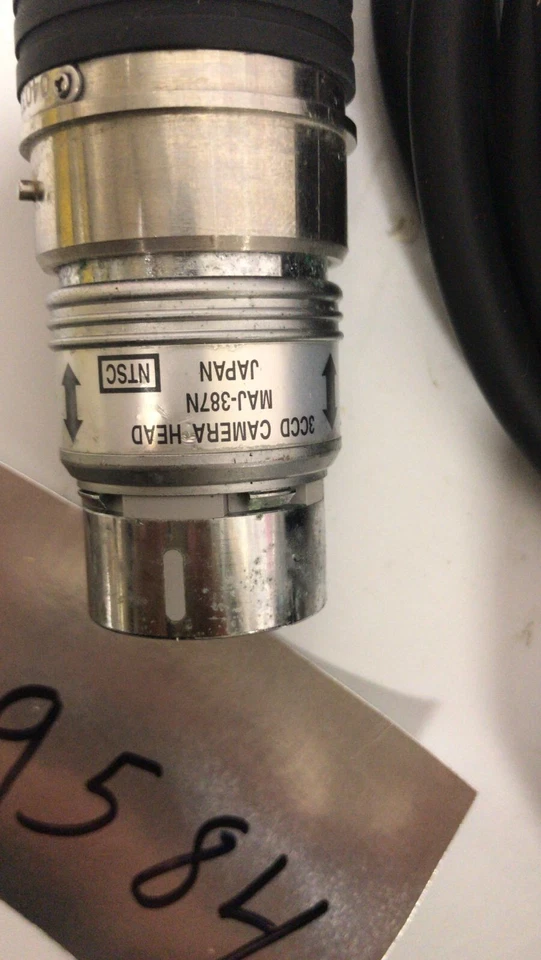 3CCD CAMERA HEAD
MAJ-387N
JAPAN
NTSC
9584